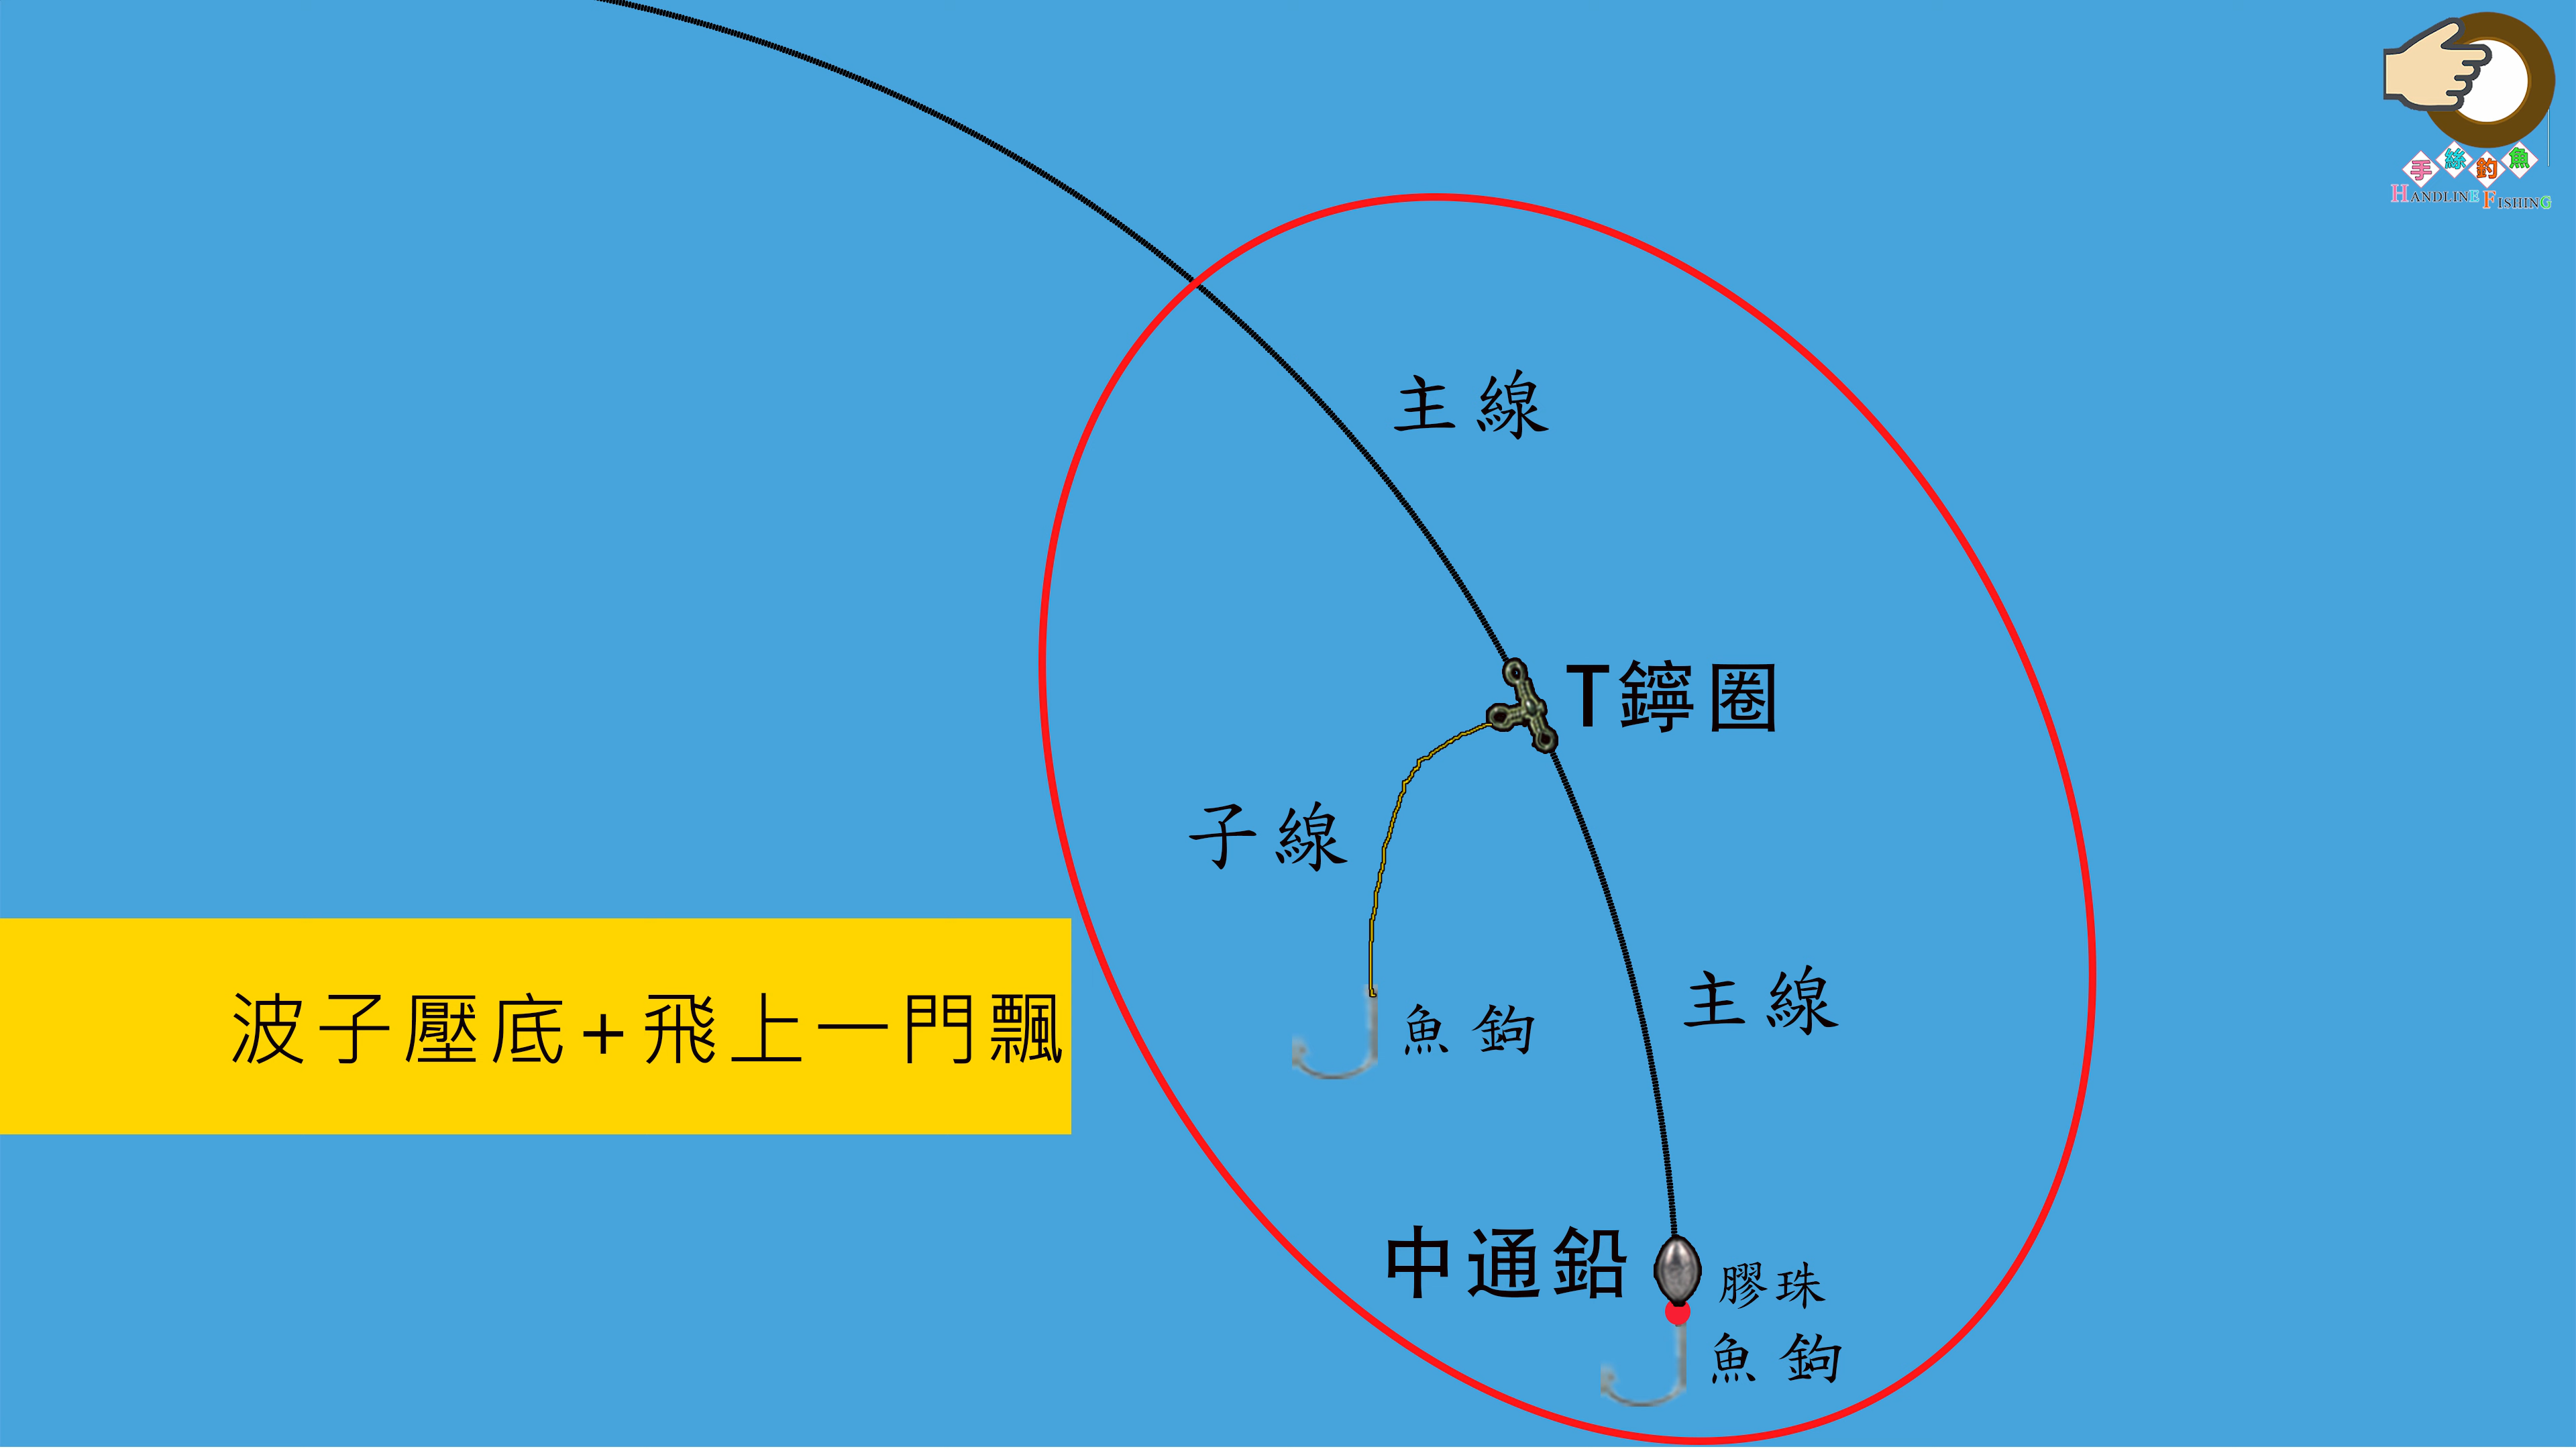 手絲釣魚
HANDLINE FISHING
主線
T鑏圈
子線
主線
魚鉤
波子壓底+飛上一門飄
中通鉛
膠珠
魚鉤